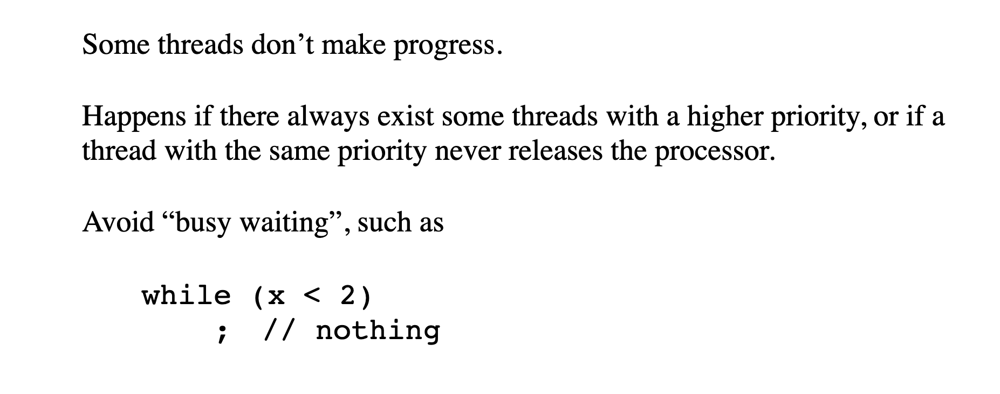 Some threads don’t make progress.
Happens if there always exist some threads with a higher priority, or if a
thread with the same priority never releases the processor.
Avoid “busy waiting”, such as
while (x < 2)
; // nothing